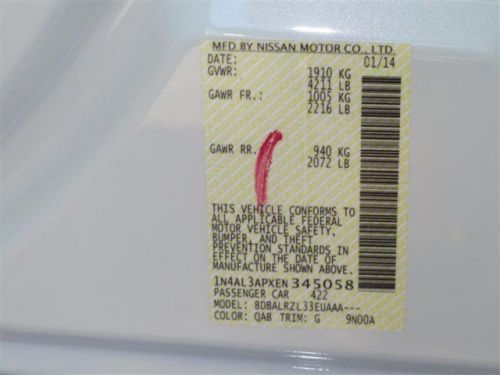 MFD BY NISSAN MOTOR CO., LTD.
DATE: 01/14
GVWR: 1910 KG
4211 LB
GAWR FR.: 1005 KG
2216 LB
GAWR RR. 940 KG
2072 LB
THIS VEHICLE CONFORMS TO
ALL APPLICABLE FEDERAL
MOTOR VEHICLE SAFETY,
BUMPER, AND THEFT
PREVENTION STANDARDS IN
EFFECT ON THE DATE OF
MANUFACTURE SHOWN ABOVE.
1N4AL3APXEN345058
PASSENGER CAR 422
MODEL: BDBALRZL33EUAAA---
COLOR: QAB TRIM: G 9N00A